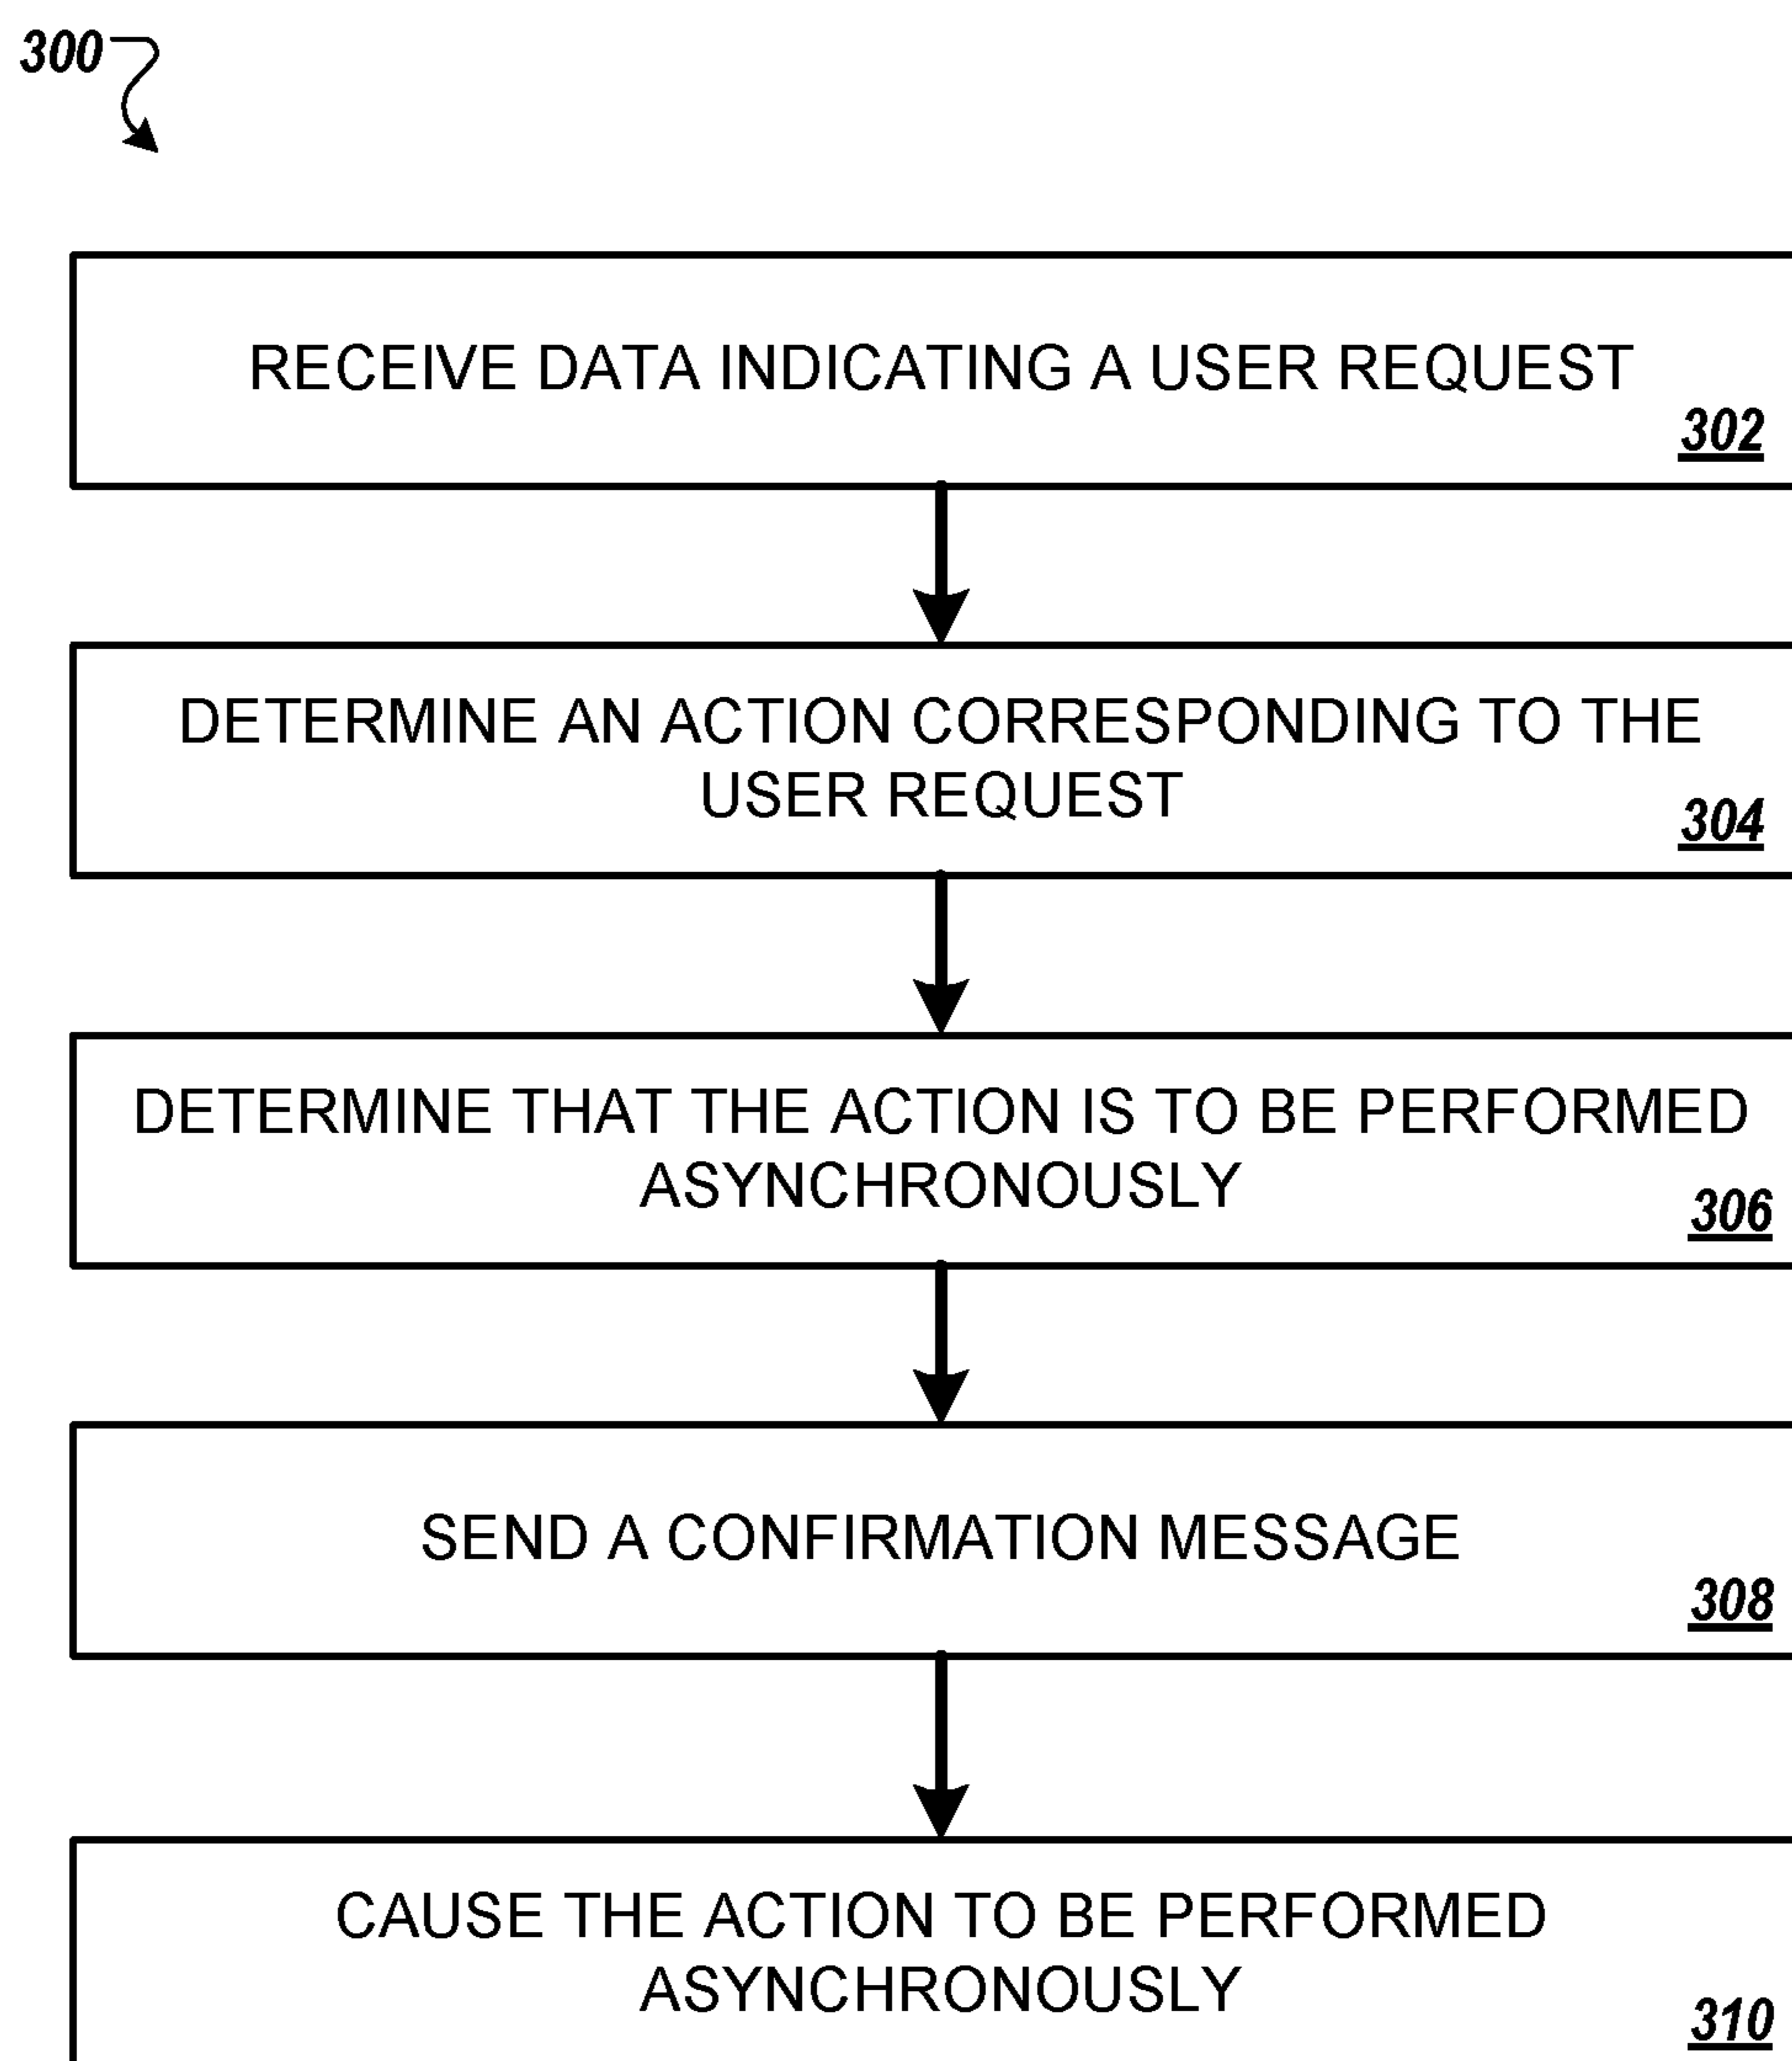 300
RECEIVE DATA INDICATING A USER REQUEST
302
DETERMINE AN ACTION CORRESPONDING TO THE
USER REQUEST
304
DETERMINE THAT THE ACTION IS TO BE PERFORMED
ASYNCHRONOUSLY
306
SEND A CONFIRMATION MESSAGE
308
CAUSE THE ACTION TO BE PERFORMED
ASYNCHRONOUSLY
310